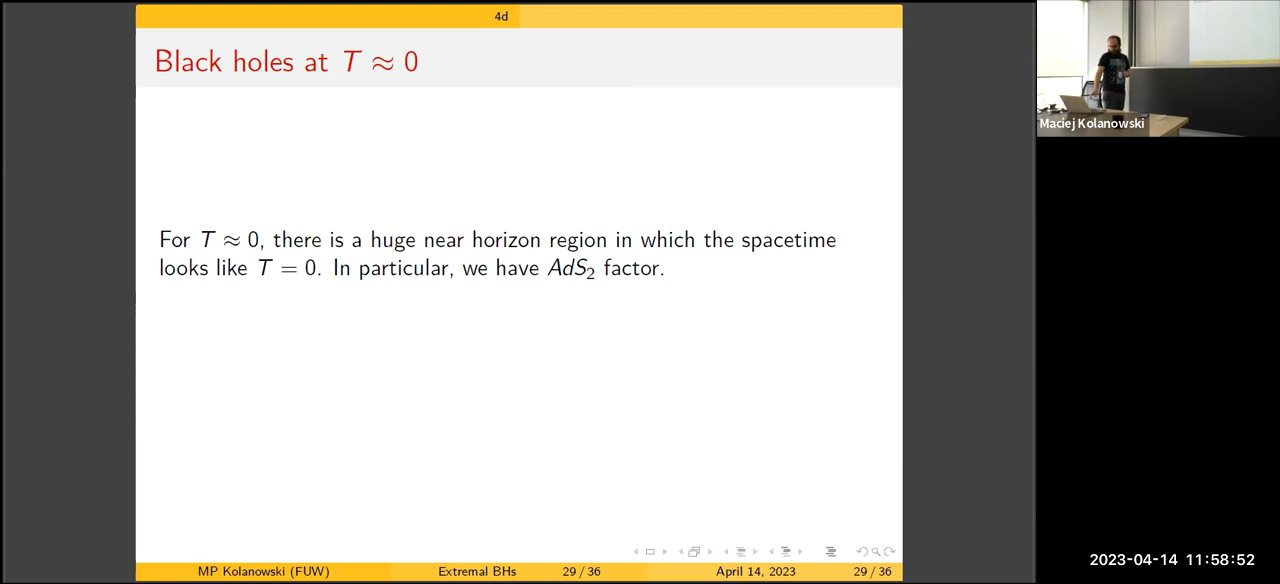 4d
Black holes at T ≈ 0
Maciej Kolanowski
For T ≈ 0, there is a huge near horizon region in which the spacetime
looks like T = 0. In particular, we have AdS₂ factor.
MP Kolanowski (FUW) Extremal BHs 29 / 36 April 14, 2023 29 / 36
2023-04-14 11:58:52